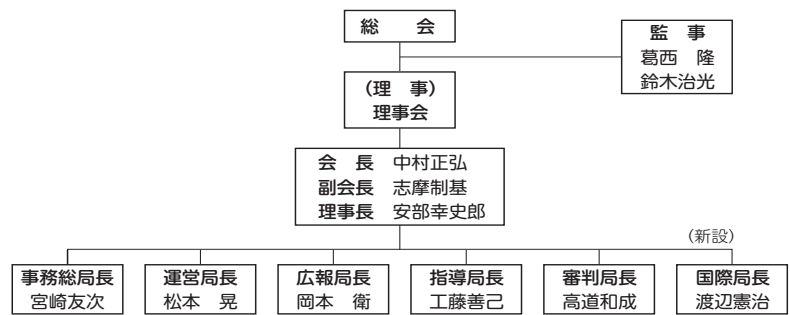 総　会
監　事
葛西　隆
鈴木治光
（理　事）
理事会
会　長　中村正弘
副会長　志摩制基
理事長　安部幸史郎
（新設）
事務総局長
宮崎友次
運営局長
松本　晃
広報局長
岡本　衛
指導局長
工藤善己
審判局長
高道和成
国際局長
渡辺憲治